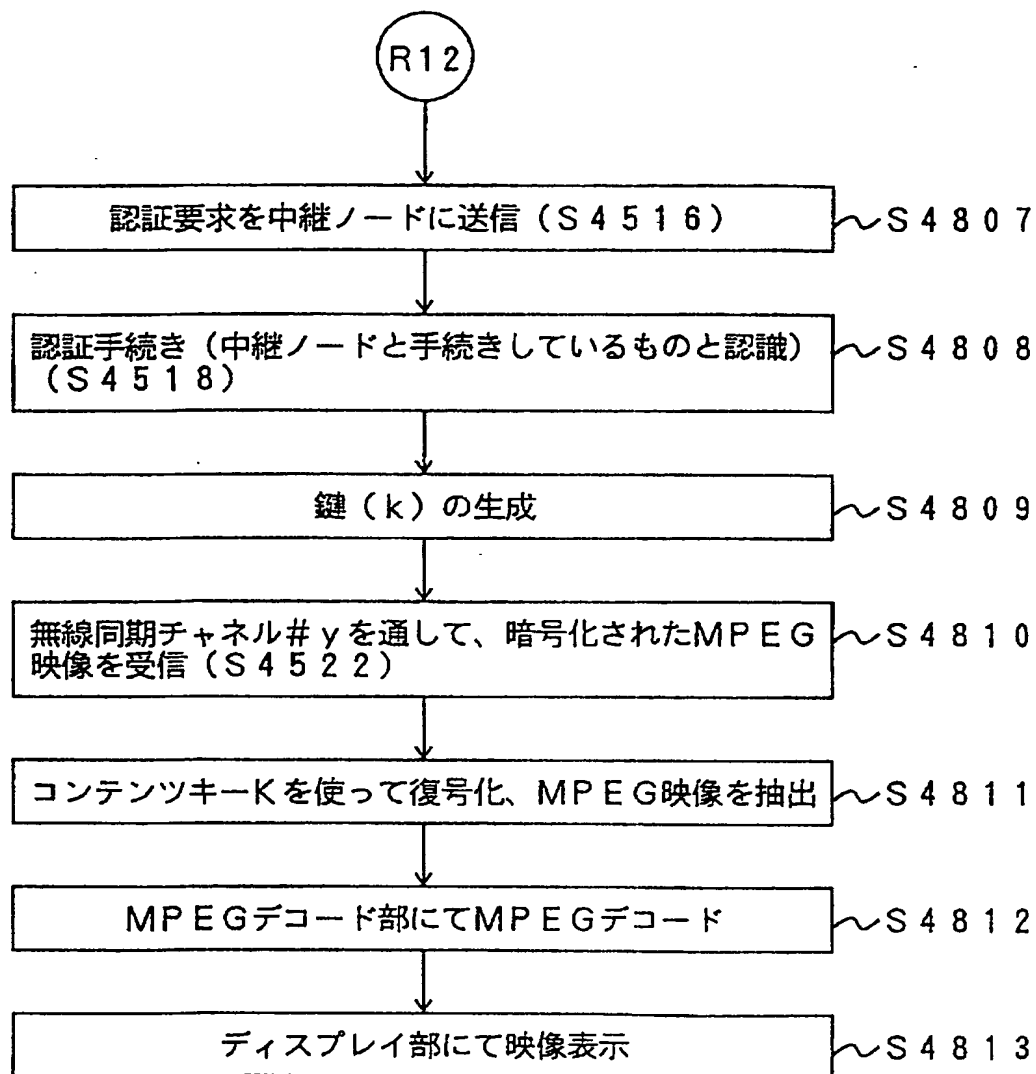 R12
認証要求を中継ノードに送信(S4516)
S4807
認証手続き(中継ノードと手続きしているものと認識)
(S4518)
S4808
鍵(k)の生成
S4809
無線同期チャネル#yを通して、暗号化されたMPEG
映像を受信(S4522)
S4810
コンテンツキーKを使って復号化、MPEG映像を抽出
S4811
MPEGデコード部にてMPEGデコード
S4812
ディスプレイ部にて映像表示
S4813